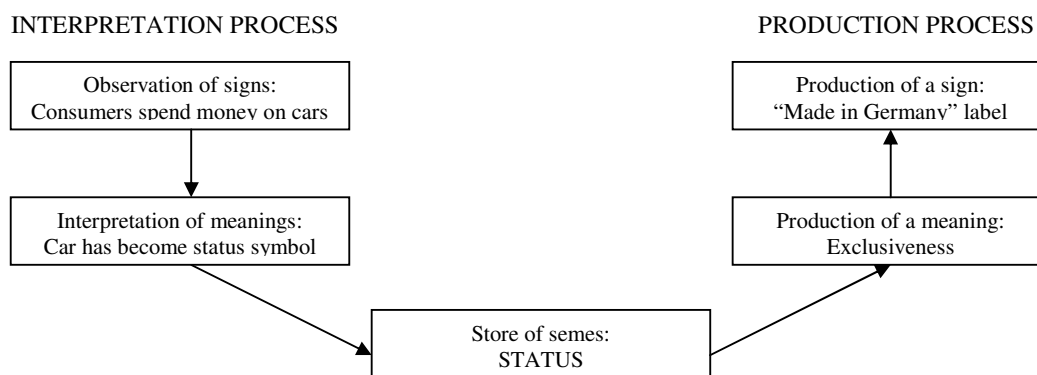 INTERPRETATION PROCESS
PRODUCTION PROCESS
Observation of signs:
Consumers spend money on cars
Production of a sign:
“Made in Germany” label
Interpretation of meanings:
Car has become status symbol
Production of a meaning:
Exclusiveness
Store of semes:
STATUS